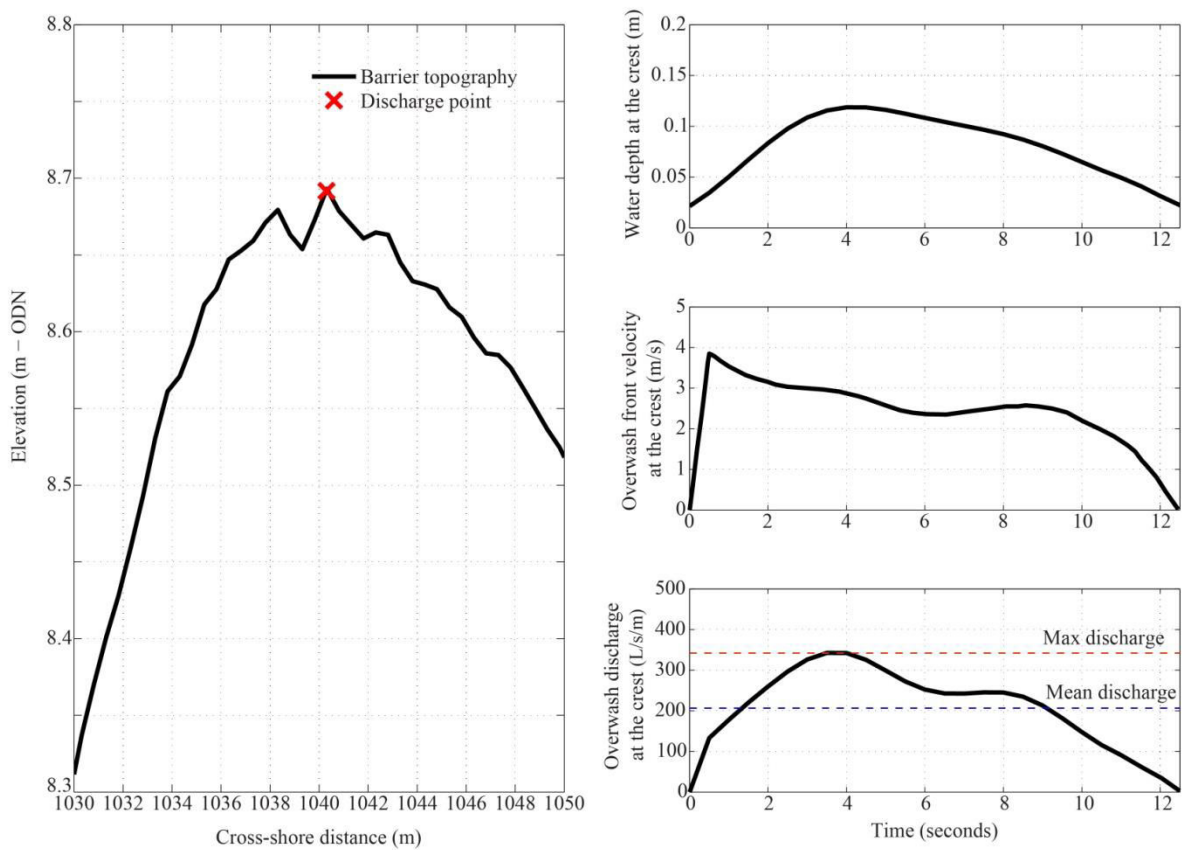 8.8
8.7
8.6
8.5
8.4
8.3
Elevation (m − ODN)
Barrier topography
Discharge point
1030 1032 1034 1036 1038 1040 1042 1044 1046 1048 1050
Cross-shore distance (m)
0.2
0.15
0.1
0.05
0
Water depth at the crest (m)
0 2 4 6 8 10 12
5
4
3
2
1
0
Overwash front velocity
at the crest (m/s)
0 2 4 6 8 10 12
500
400
300
200
100
0
Overwash discharge
at the crest (L/s/m)
Max discharge
Mean discharge
0 2 4 6 8 10 12
Time (seconds)